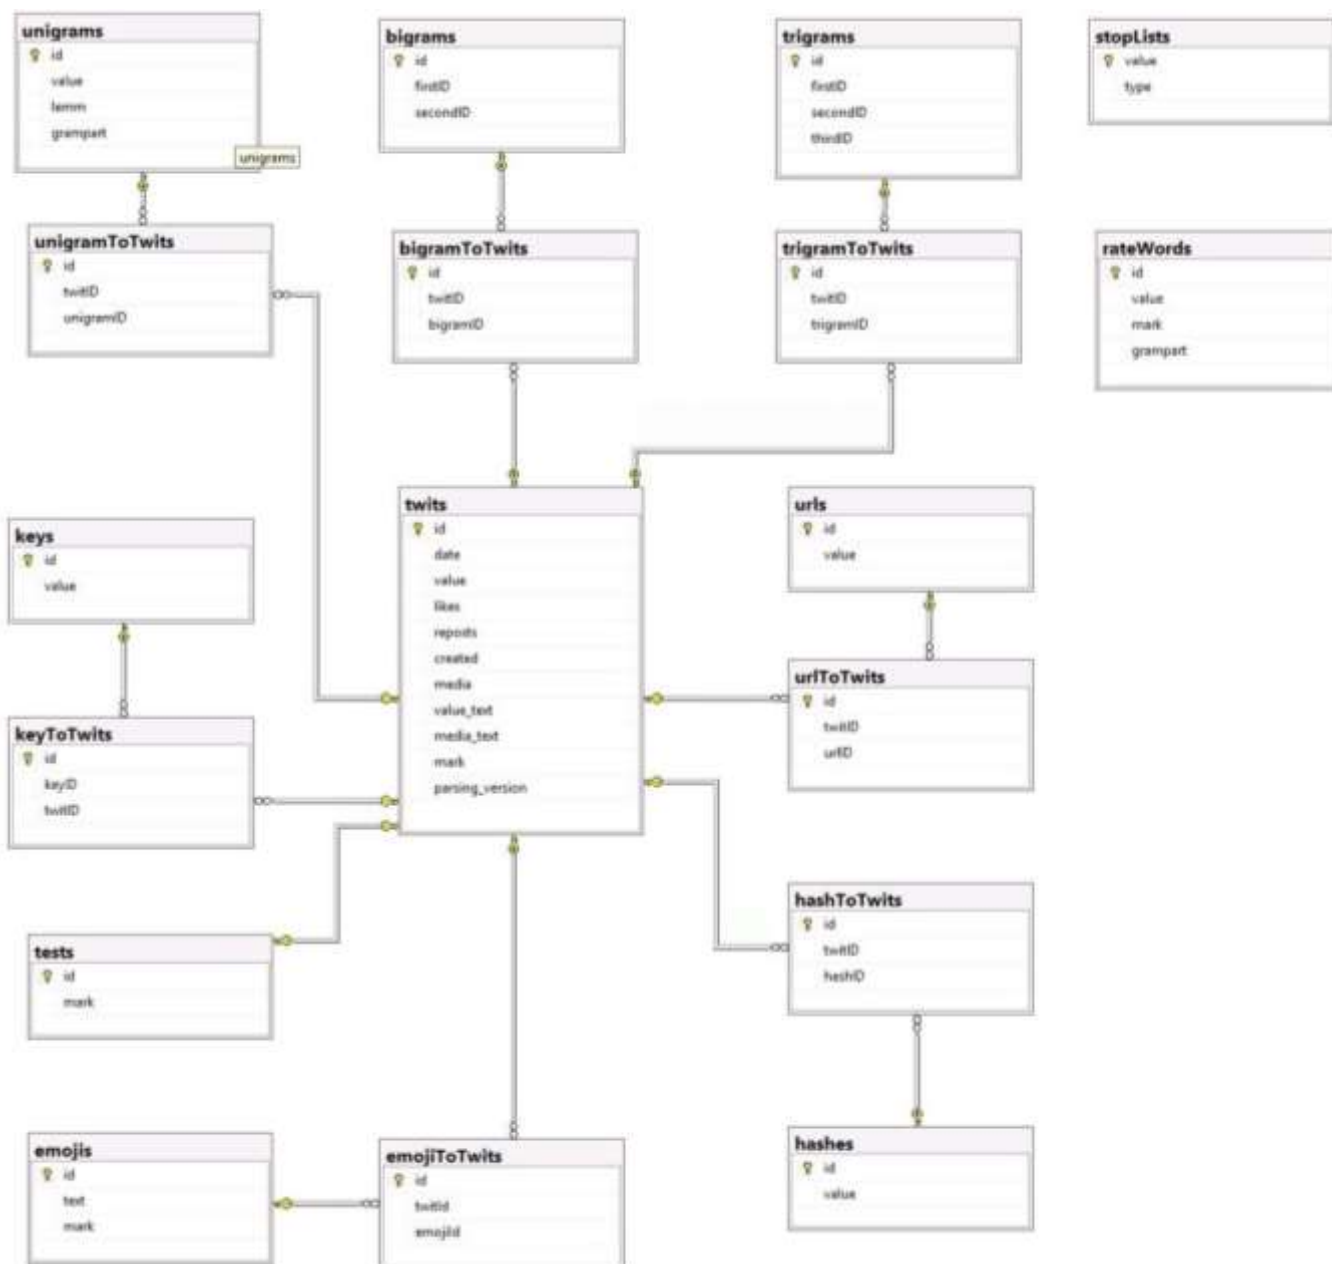 unigrams
id
value
lemm
grampart
unigrams
bigrams
id
firstID
secondID
trigrams
id
firstID
secondID
thirdID
stopLists
value
type
unigramToTwits
id
twitID
unigramID
bigramToTwits
id
twitID
bigramID
trigramToTwits
id
twitID
trigramID
rateWords
id
value
mark
grampart
keys
id
value
twits
id
date
value
likes
reposts
created
media
value_text
media_text
mark
parsing_version
urls
id
value
keyToTwits
id
keyID
twitID
urlToTwits
id
twitID
urlID
tests
id
mark
hashToTwits
id
twitID
hashID
emojis
id
text
mark
emojiToTwits
id
twitId
emojiId
hashes
id
value